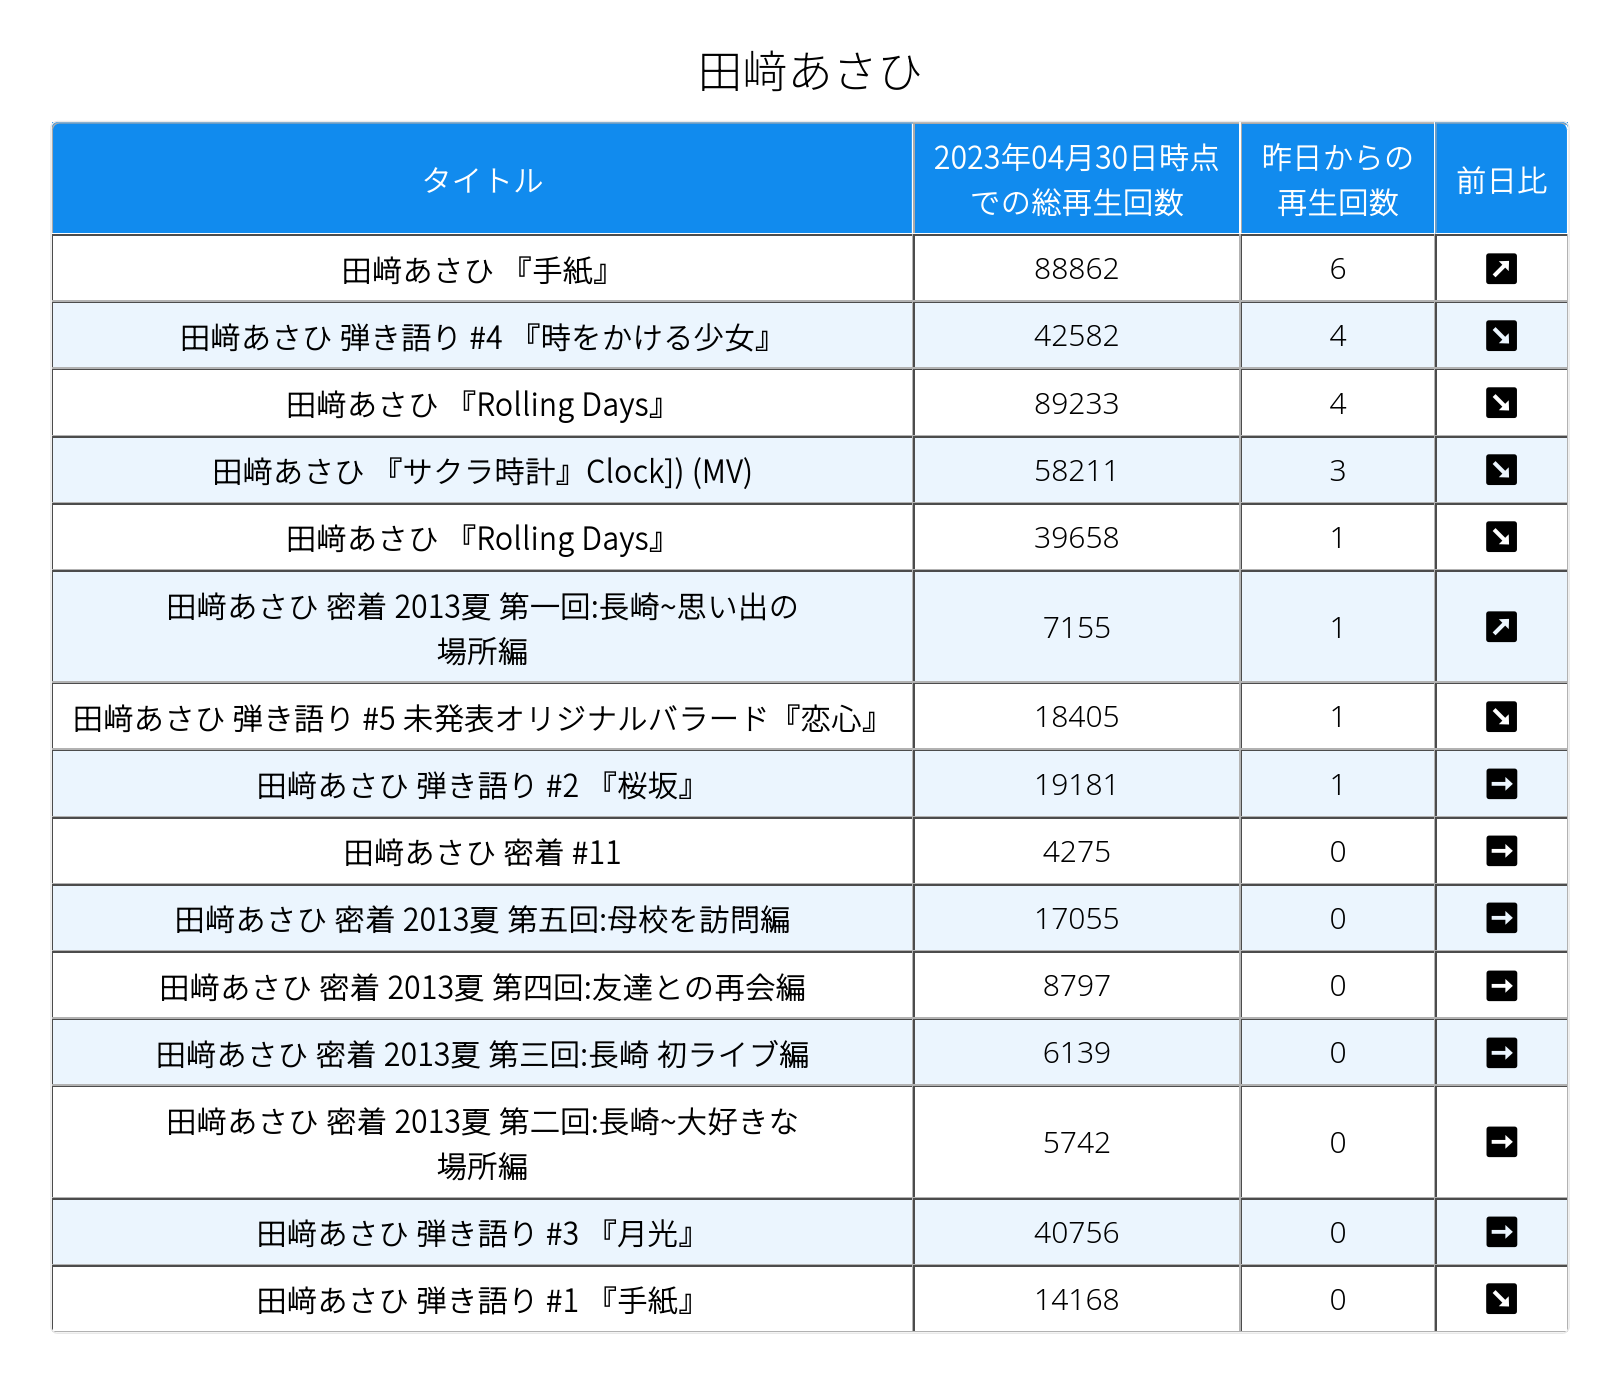 田﨑あさひ
タイトル
2023年04月30日時点
での総再生回数
昨日からの
再生回数
前日比
田﨑あさひ 『手紙』 88862 6
田﨑あさひ 弾き語り #4 『時をかける少女』 42582 4
田﨑あさひ 『Rolling Days』 89233 4
田﨑あさひ 『サクラ時計』Clock]) (MV) 58211 3
田﨑あさひ 『Rolling Days』 39658 1
田﨑あさひ 密着 2013夏 第一回:長崎~思い出の
場所編 7155 1
田﨑あさひ 弾き語り #5 未発表オリジナルバラード『恋心』 18405 1
田﨑あさひ 弾き語り #2 『桜坂』 19181 1
田﨑あさひ 密着 #11 4275 0
田﨑あさひ 密着 2013夏 第五回:母校を訪問編 17055 0
田﨑あさひ 密着 2013夏 第四回:友達との再会編 8797 0
田﨑あさひ 密着 2013夏 第三回:長崎 初ライブ編 6139 0
田﨑あさひ 密着 2013夏 第二回:長崎~大好きな
場所編 5742 0
田﨑あさひ 弾き語り #3 『月光』 40756 0
田﨑あさひ 弾き語り #1 『手紙』 14168 0